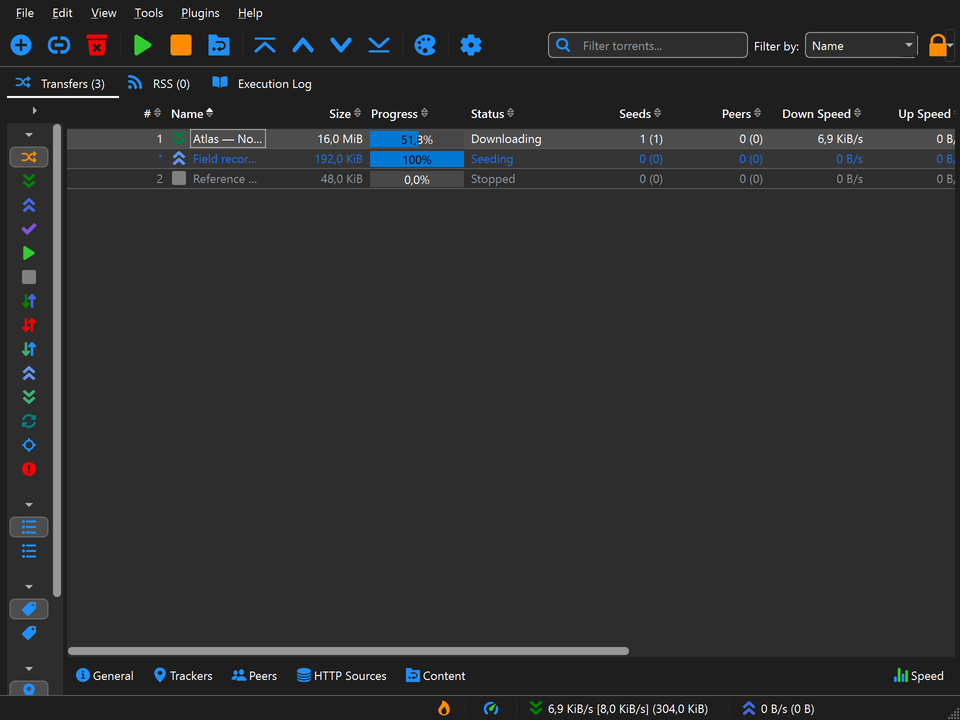 File Edit View Tools Plugins Help
Filter torrents... Filter by: Name
Transfers (3) RSS (0) Execution Log
# Name Size Progress Status Seeds Peers Down Speed Up Speed
1 Atlas — No... 16,0 MiB 51,3% Downloading 1 (1) 0 (0) 6,9 KiB/s 0 B/
* Field recor... 192,0 KiB 100% Seeding 0 (0) 0 (0) 0 B/s 0 B/
2 Reference ... 48,0 KiB 0,0% Stopped 0 (0) 0 (0) 0 B/s 0 B/
General Trackers Peers HTTP Sources Content Speed
6,9 KiB/s [8,0 KiB/s] (304,0 KiB) 0 B/s (0 B)